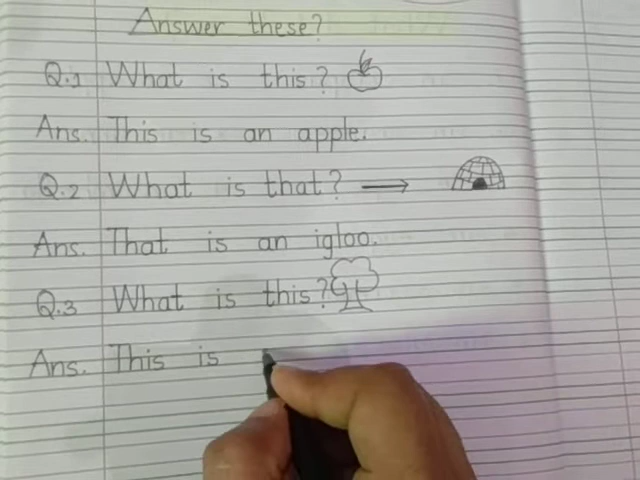 Answer these?
Q.1 What is this?
Ans. This is an apple.
Q.2 What is that?
Ans. That is an igloo.
Q.3 What is this?
Ans. This is